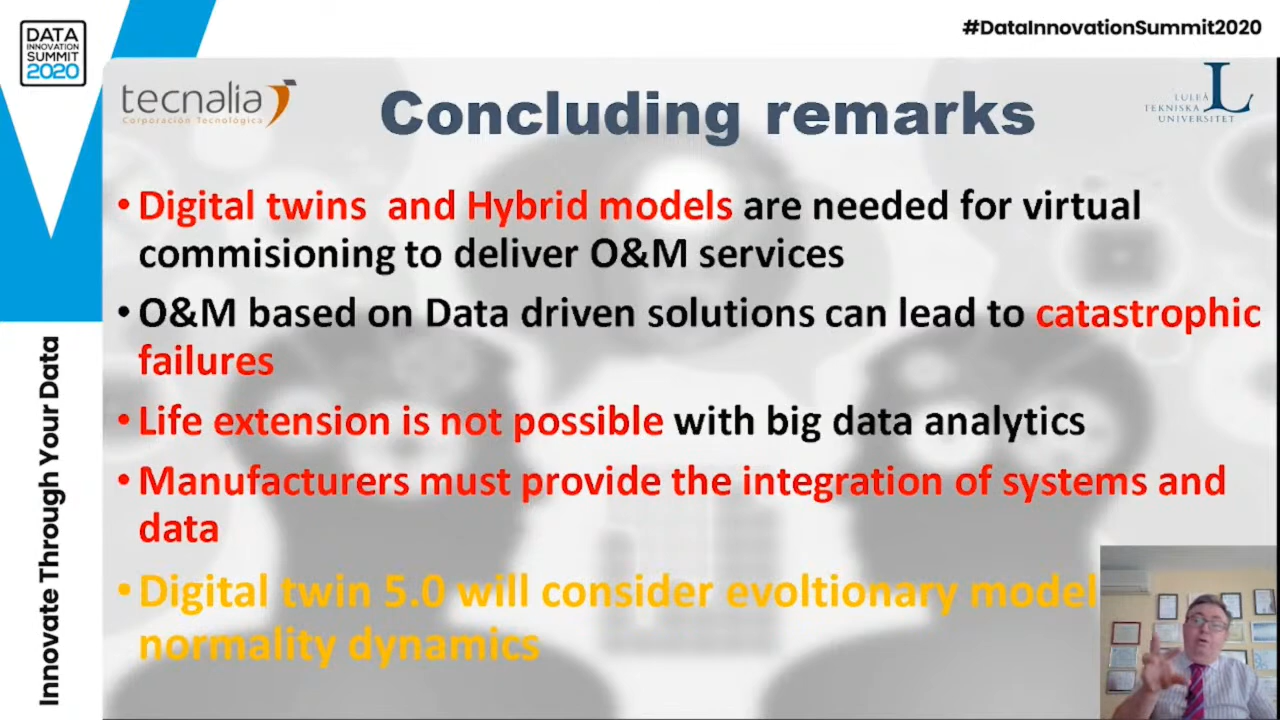 DATA
INNOVATION
SUMMIT
2020
#DataInnovationSummit2020
tecnalia
Corporación Tecnológica
Concluding remarks
LULEÅ
TEKNISKA
UNIVERSITET
L
• Digital twins and Hybrid models are needed for virtual
commisioning to deliver O&M services
• O&M based on Data driven solutions can lead to catastrophic
failures
• Life extension is not possible with big data analytics
• Manufacturers must provide the integration of systems and
data
• Digital twin 5.0 will consider evoltionary model
normality dynamics
Innovate Through Your Data